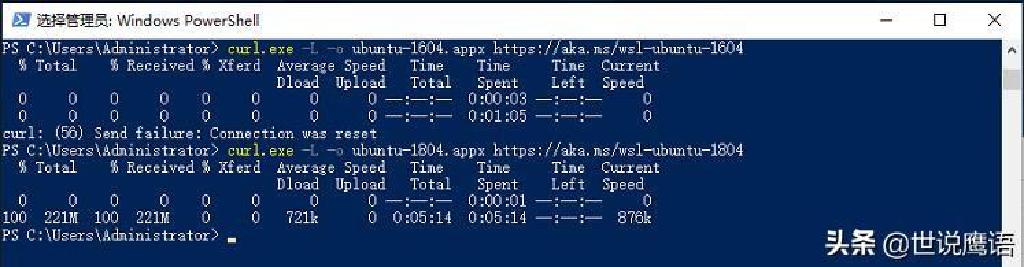 选择管理员: Windows PowerShell
PS C:\Users\Administrator> curl.exe -L -o ubuntu-1604.appx https://aka.ms/wsl-ubuntu-1604
% Total % Received % Xferd Average Speed Time Time Time Current
Dload Upload Total Spent Left Speed
0 0 0 0 0 0 0 0 --:--:-- 0:00:03 --:--:-- 0
0 0 0 0 0 0 0 0 --:--:-- 0:01:05 --:--:-- 0
curl: (56) Send failure: Connection was reset
PS C:\Users\Administrator> curl.exe -L -o ubuntu-1804.appx https://aka.ms/wsl-ubuntu-1804
% Total % Received % Xferd Average Speed Time Time Time Current
Dload Upload Total Spent Left Speed
0 0 0 0 0 0 0 0 --:--:-- 0:00:01 --:--:-- 0
100 221M 100 221M 0 0 721k 0 0:05:14 0:05:14 --:--:-- 876k
PS C:\Users\Administrator>
头条 @世说鹰语